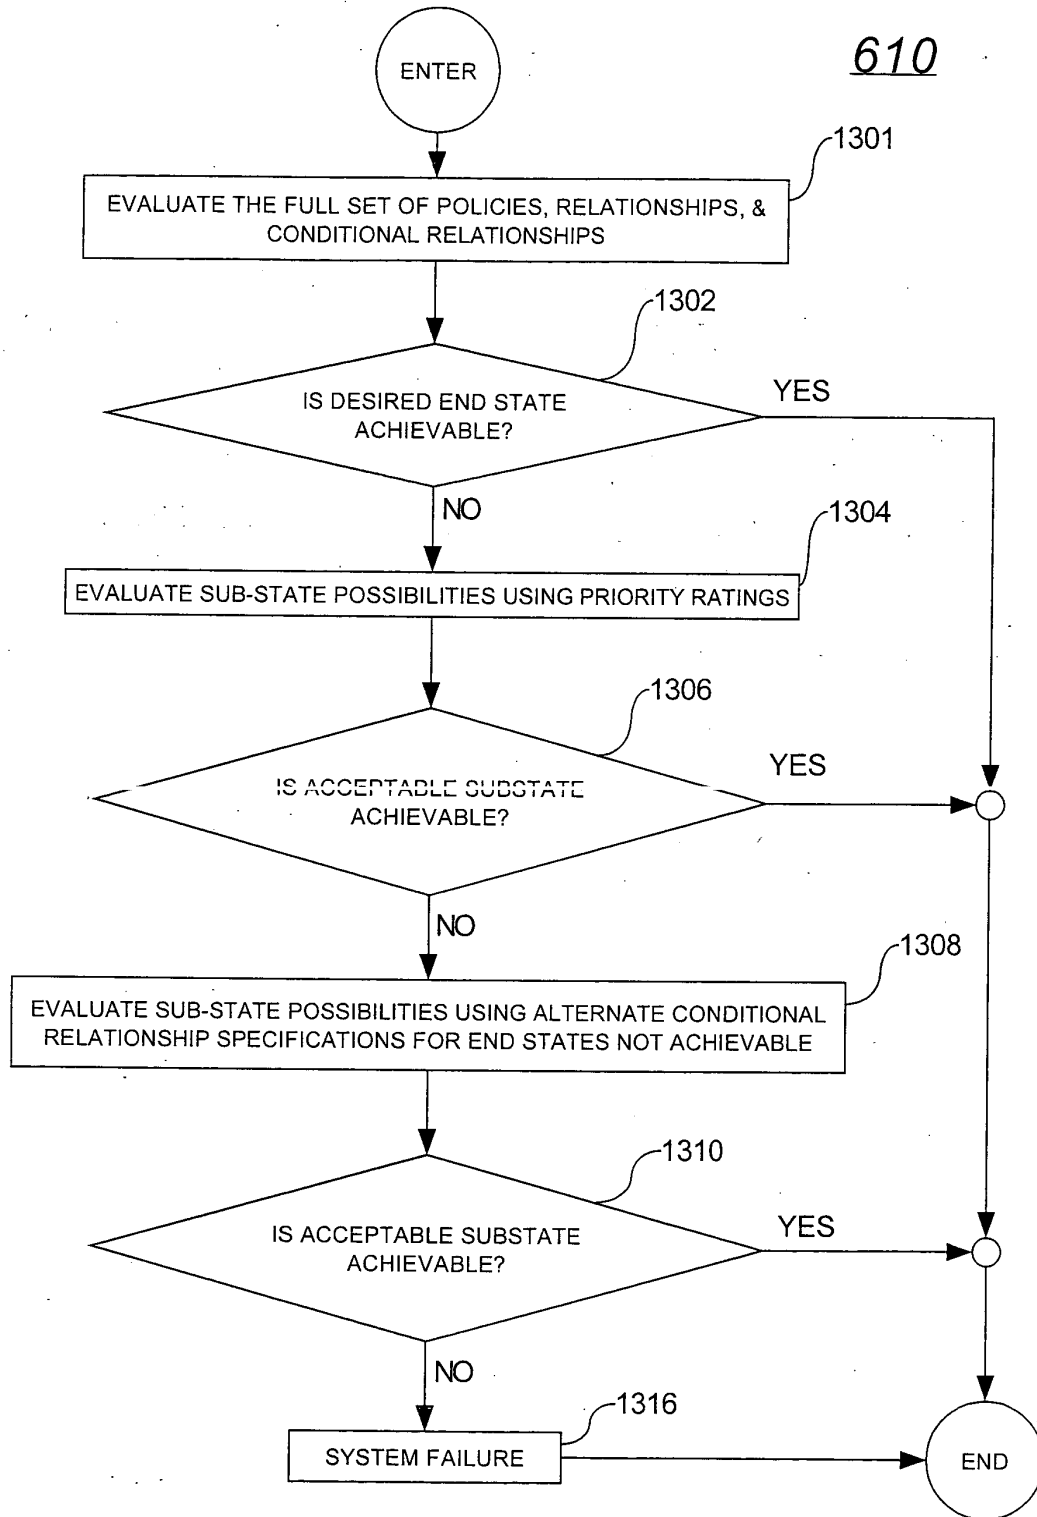 610
ENTER
1301
EVALUATE THE FULL SET OF POLICIES, RELATIONSHIPS, &
CONDITIONAL RELATIONSHIPS
1302
IS DESIRED END STATE
ACHIEVABLE?
YES
NO
1304
EVALUATE SUB-STATE POSSIBILITIES USING PRIORITY RATINGS
1306
IS ACCEPTABLE SUBSTATE
ACHIEVABLE?
YES
NO
1308
EVALUATE SUB-STATE POSSIBILITIES USING ALTERNATE CONDITIONAL
RELATIONSHIP SPECIFICATIONS FOR END STATES NOT ACHIEVABLE
1310
IS ACCEPTABLE SUBSTATE
ACHIEVABLE?
YES
NO
1316
SYSTEM FAILURE
END